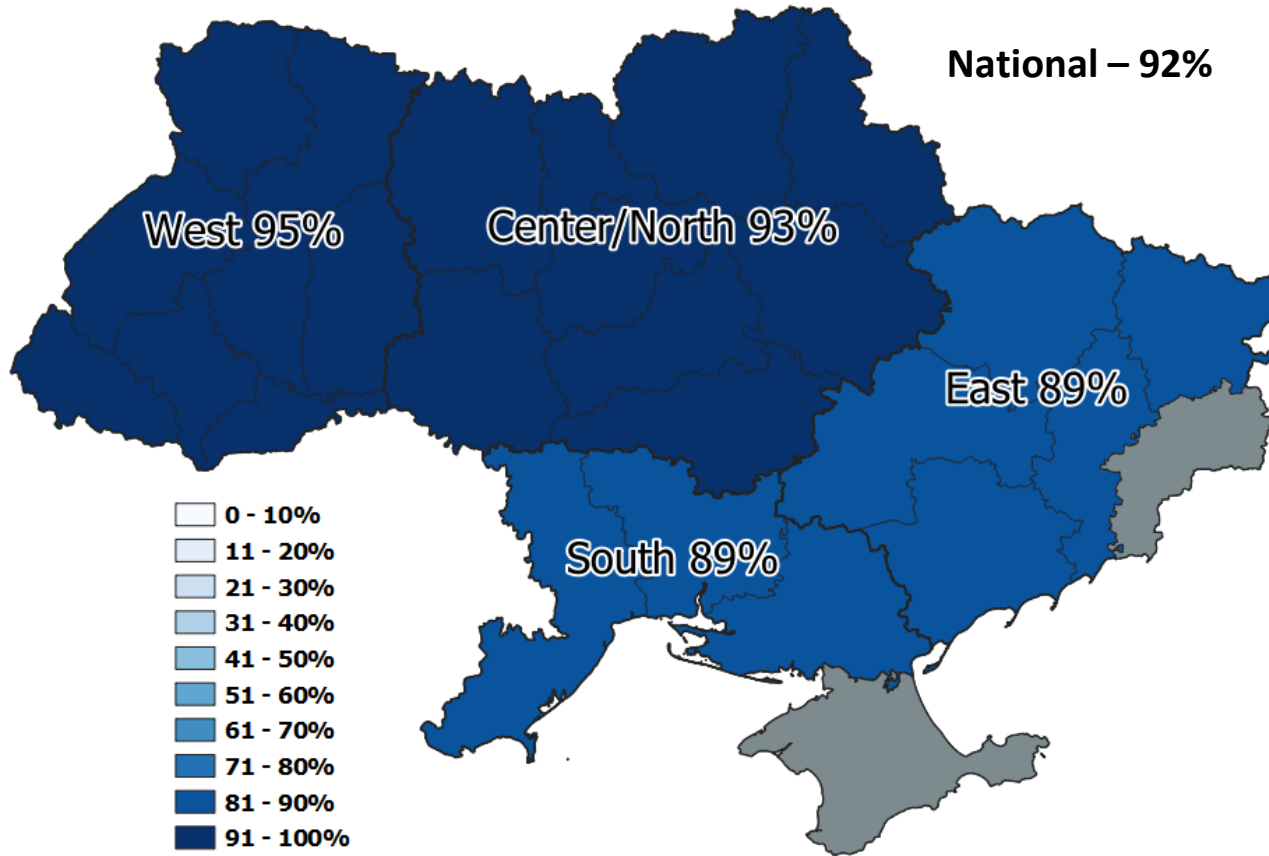 National – 92%
West 95%
Center/North 93%
East 89%
South 89%
0 - 10%
11 - 20%
21 - 30%
31 - 40%
41 - 50%
51 - 60%
61 - 70%
71 - 80%
81 - 90%
91 - 100%